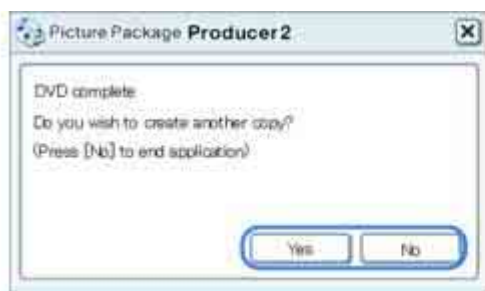 Picture Package Producer2
DVD complete
Do you wish to create another copy?
(Press [No] to end application)
Yes No